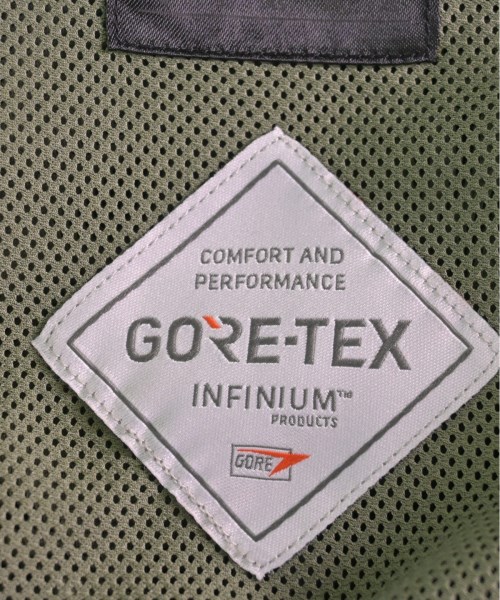 COMFORT AND
PERFORMANCE
GORE-TEX
INFINIUM™
PRODUCTS
GORE